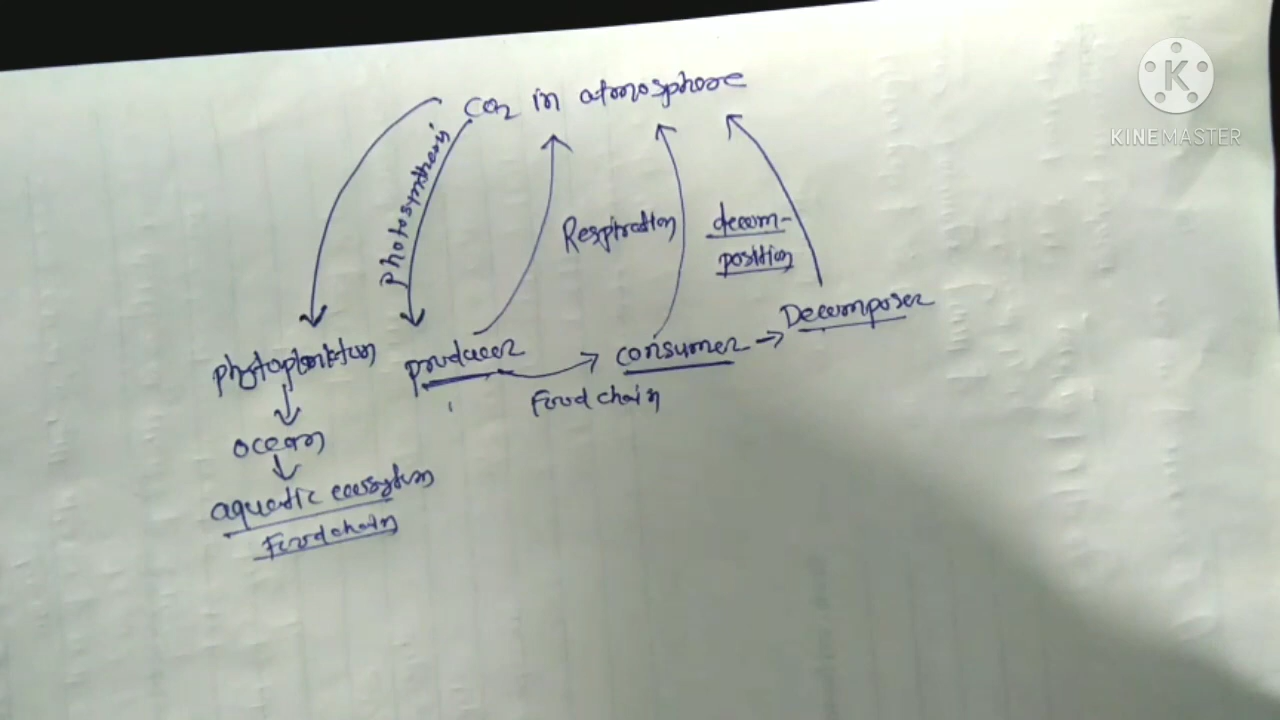 CO2 in atmosphere
photosynthesis
Respiration
decom-
position
Decomposer
phytoplankton
producer
consumer
Food chain
ocean
aquatic ecosystem
Food chain
K
KINEMASTER